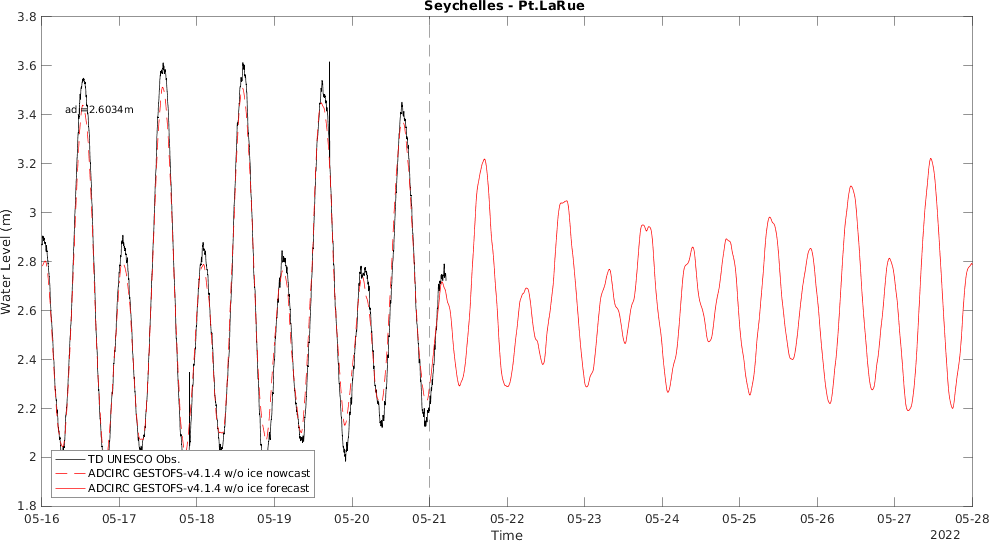 Seychelles - Pt.LaRue
3.8
3.6
3.4
3.2
3
2.8
2.6
2.4
2.2
2
1.8
Water Level (m)
ad =2.6034m
TD UNESCO Obs.
ADCIRC GESTOFS-v4.1.4 w/o ice nowcast
ADCIRC GESTOFS-v4.1.4 w/o ice forecast
05-16 05-17 05-18 05-19 05-20 05-21 05-22 05-23 05-24 05-25 05-26 05-27 05-28
Time
2022